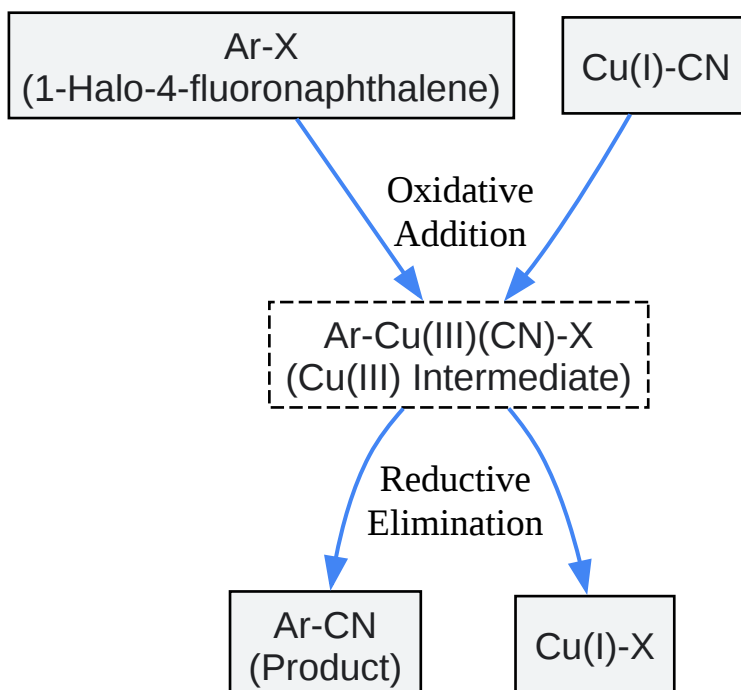 Ar-X
(1-Halo-4-fluoronaphthalene)
Cu(I)-CN
Oxidative
Addition
Ar-Cu(III)(CN)-X
(Cu(III) Intermediate)
Reductive
Elimination
Ar-CN
(Product)
Cu(I)-X